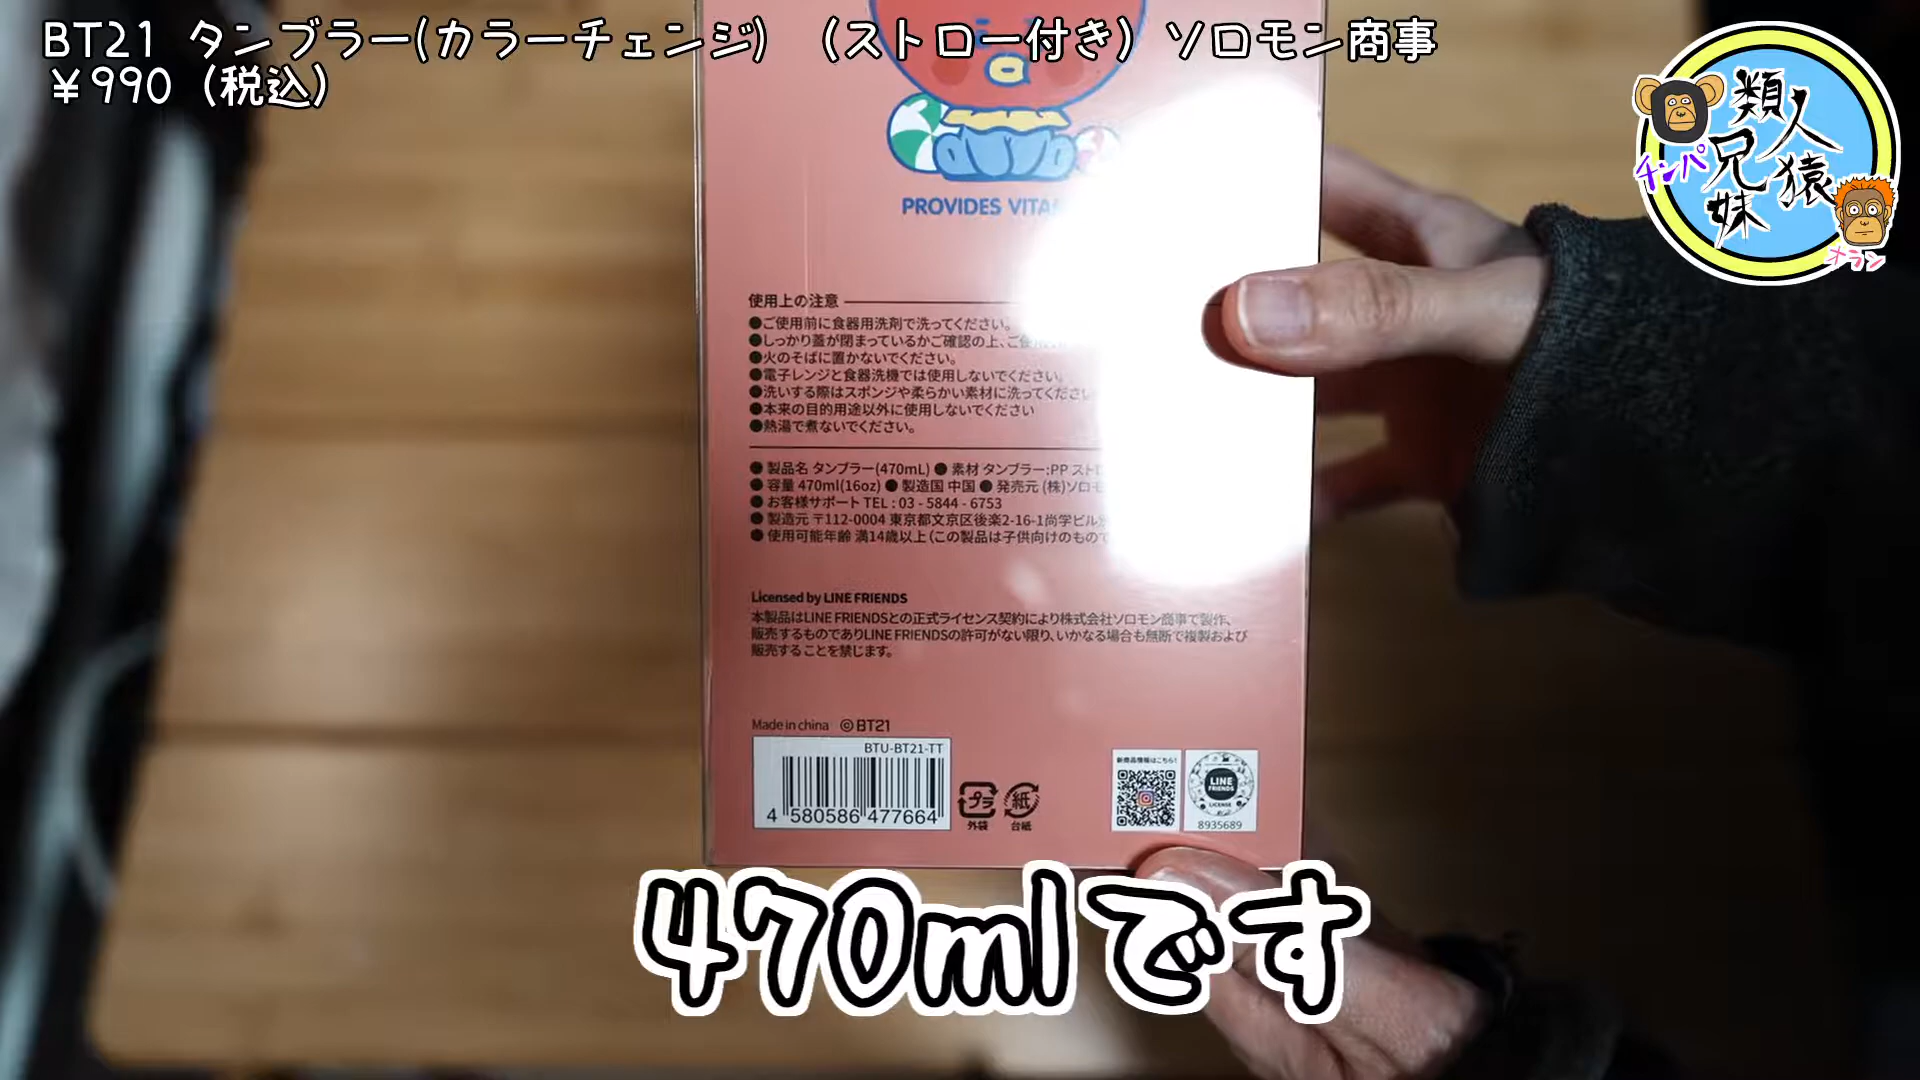 BT21 タンブラー(カラーチェンジ) （ストロー付き）ソロモン商事
￥990（税込）
類人猿
兄妹
チンパ
オラン
PROVIDES
使用上の注意
●ご使用前に食器用洗剤で洗ってください。
●しっかり蓋が閉まっているかご確認の上、ご使
●火のそばに置かないでください。
●電子レンジと食器洗機では使用しないでください。
●洗いする際はスポンジや柔らかい素材に洗ってください
●本来の目的用途以外に使用しないでください
●熱湯で煮ないでください。
● 製品名 タンブラー(470mL) ● 素材 タンブラー:PP
● 容量 470ml(16oz) ● 製造国 中国 ● 発売元 (株)ソロモ
● お客様サポート TEL : 03 - 5844 - 6753
● 製造元 〒112-0004 東京都文京区後楽2-16-1尚学ビル
● 使用可能年齢 満14歳以上 (この製品は子供向けのもので
Licensed by LINE FRIENDS
本製品はLINE FRIENDSとの正式ライセンス契約により株式会社ソロモン商事で製作、
販売するものでありLINE FRIENDSの許可がない限り、いかなる場合も無断で複製および
販売することを禁じます。
Made in china ©BT21
BTU-BT21-TT
4 580586 477664
プラ
外袋
紙
台紙
新商品情報はこちら!
LINE
FRIENDS
LICENSE
8935689
470mlです